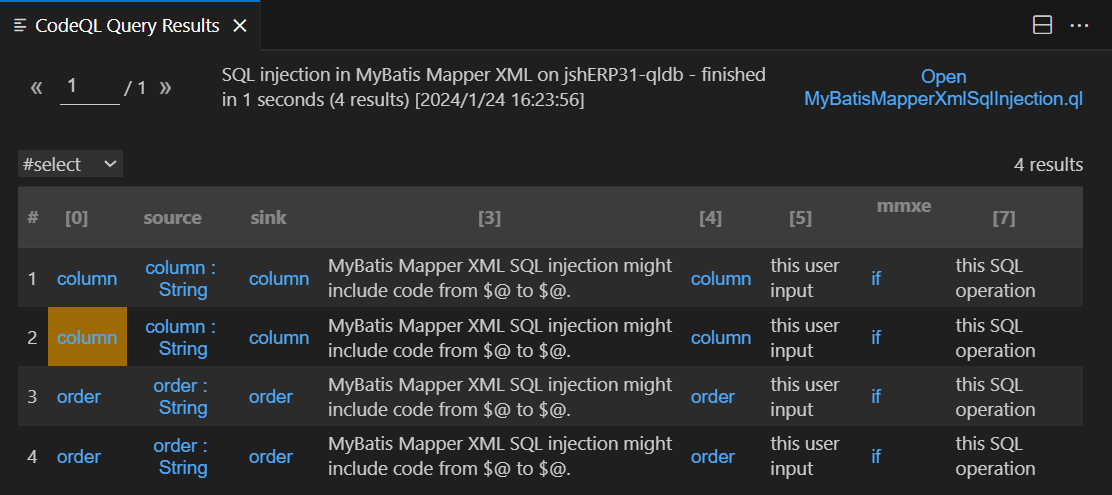 CodeQL Query Results
« 1 / 1 »
SQL injection in MyBatis Mapper XML on jshERP31-qldb - finished
in 1 seconds (4 results) [2024/1/24 16:23:56]
Open
MyBatisMapperXmlSqlInjection.ql
#select
4 results
# [0] source sink [3] [4] [5] mmxe [7]
1 column column : String column MyBatis Mapper XML SQL injection might include code from $@ to $@. column this user input if this SQL operation
2 column column : String column MyBatis Mapper XML SQL injection might include code from $@ to $@. column this user input if this SQL operation
3 order order : String order MyBatis Mapper XML SQL injection might include code from $@ to $@. order this user input if this SQL operation
4 order order : String order MyBatis Mapper XML SQL injection might include code from $@ to $@. order this user input if this SQL operation